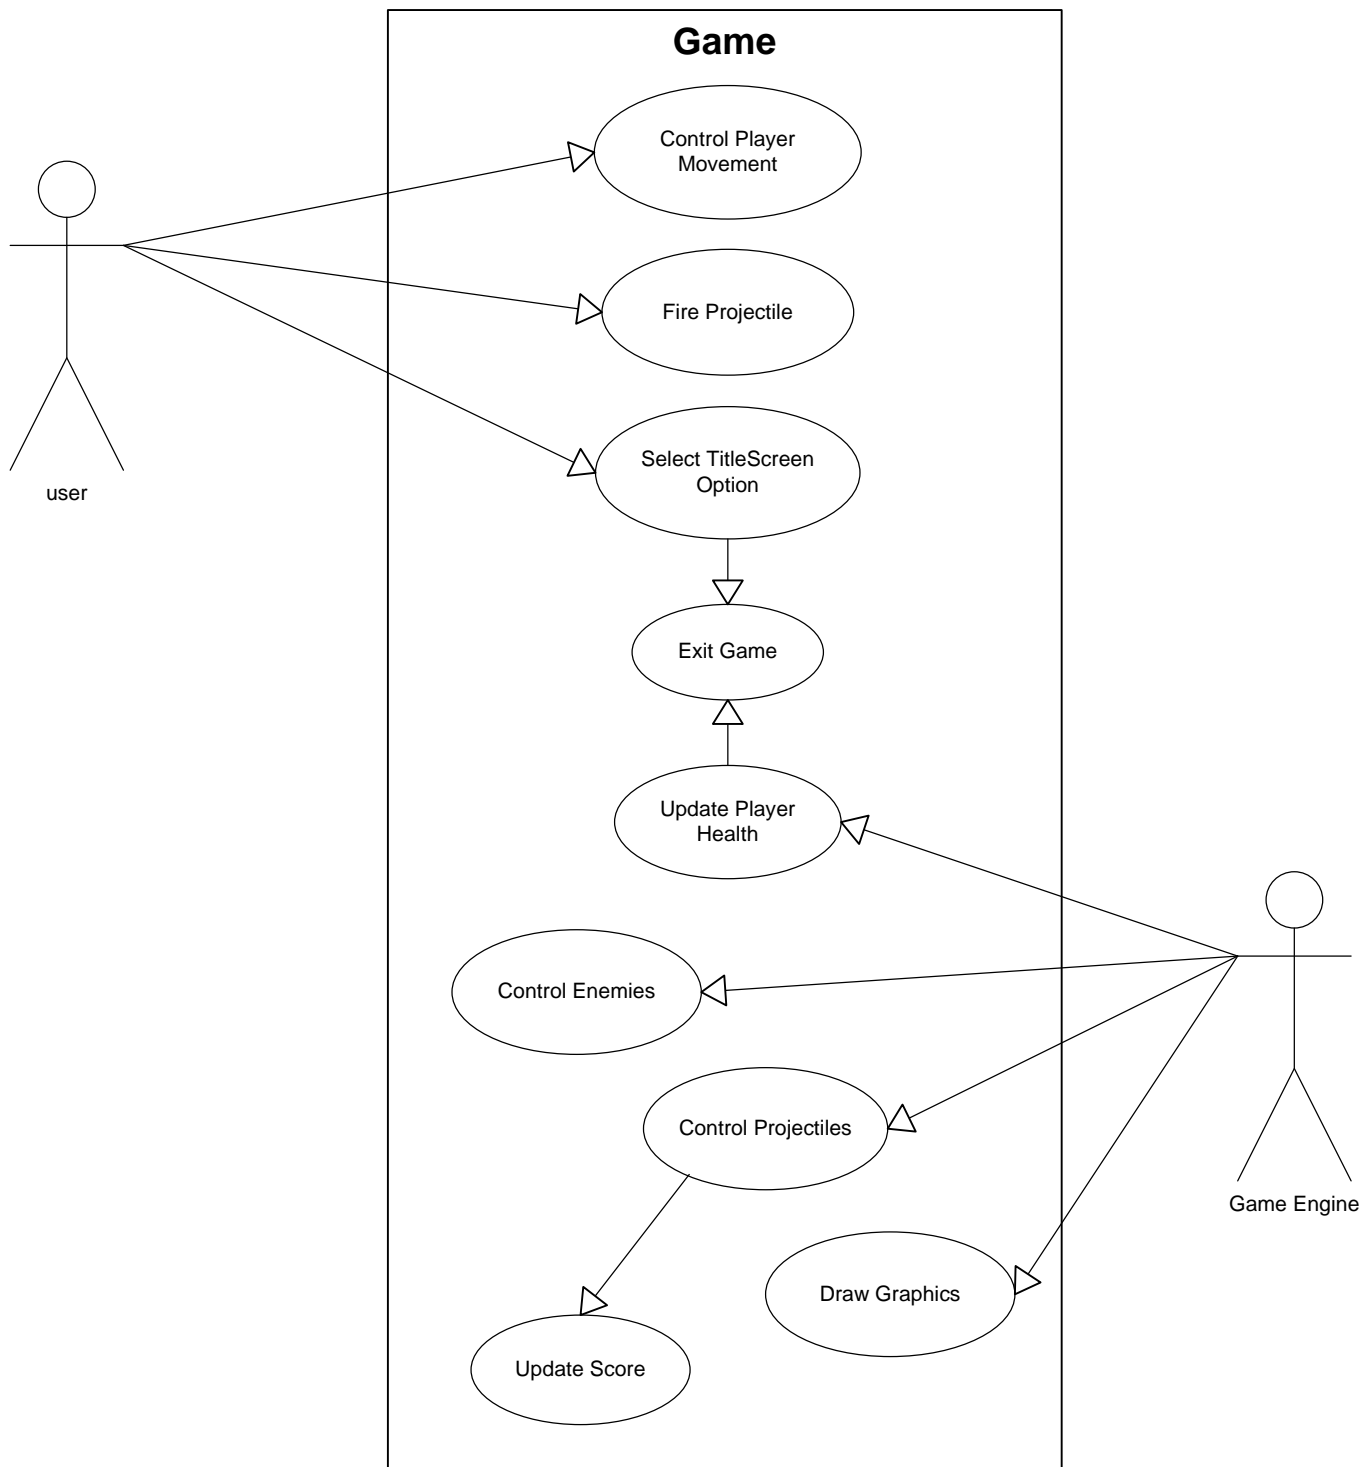 Game
Control Player
Movement
Fire Projectile
Select TitleScreen
Option
user
Exit Game
Update Player
Health
Control Enemies
Control Projectiles
Game Engine
Draw Graphics
Update Score